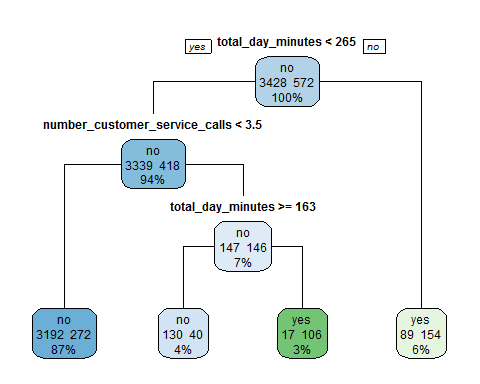 total_day_minutes < 265
yes
no
no
3428 572
100%
number_customer_service_calls < 3.5
no
3339 418
94%
total_day_minutes >= 163
no
147 146
7%
no
3192 272
87%
no
130 40
4%
yes
17 106
3%
yes
89 154
6%